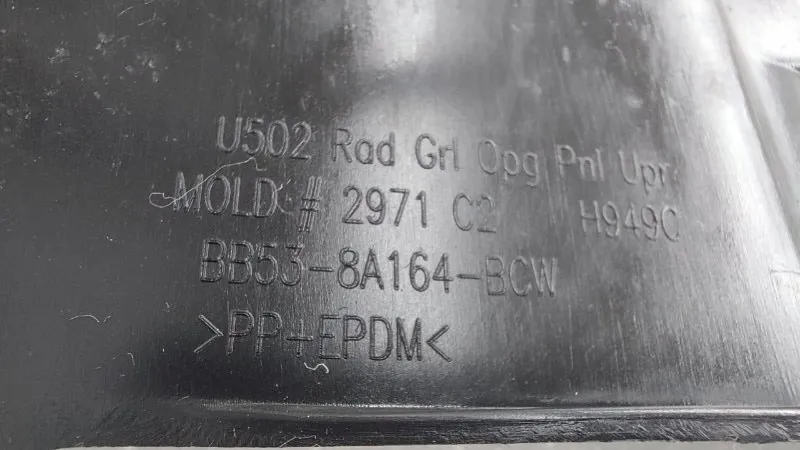 U502 Rad Grl Opg Pnl Upr
MOLD # 2971 C2 H949C
BB53-8A164-BCW
>PP+EPDM<